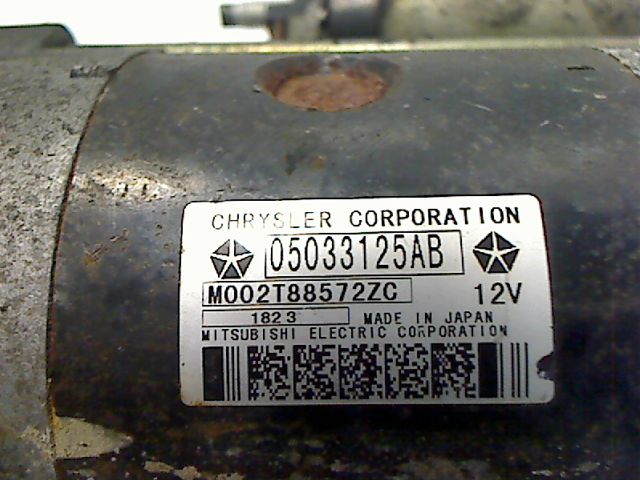 CHRYSLER CORPORATION
05033125AB
M002T88572ZC 12V
1823 MADE IN JAPAN
MITSUBISHI ELECTRIC CORPORATION